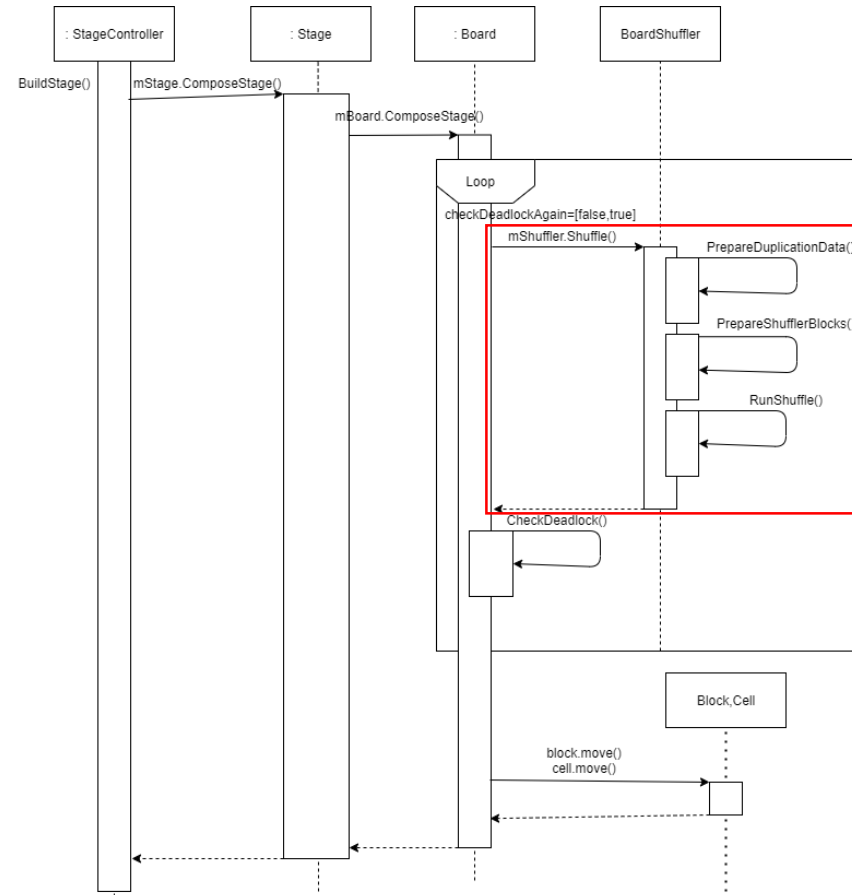 : StageController
: Stage
: Board
BoardShuffler
BuildStage()
mStage.ComposeStage()
mBoard.ComposeStage()
Loop
checkDeadlockAgain=[false,true]
mShuffler.Shuffle()
PrepareDuplicationData()
PrepareShufflerBlocks()
RunShuffle()
CheckDeadlock()
Block,Cell
block.move()
cell.move()